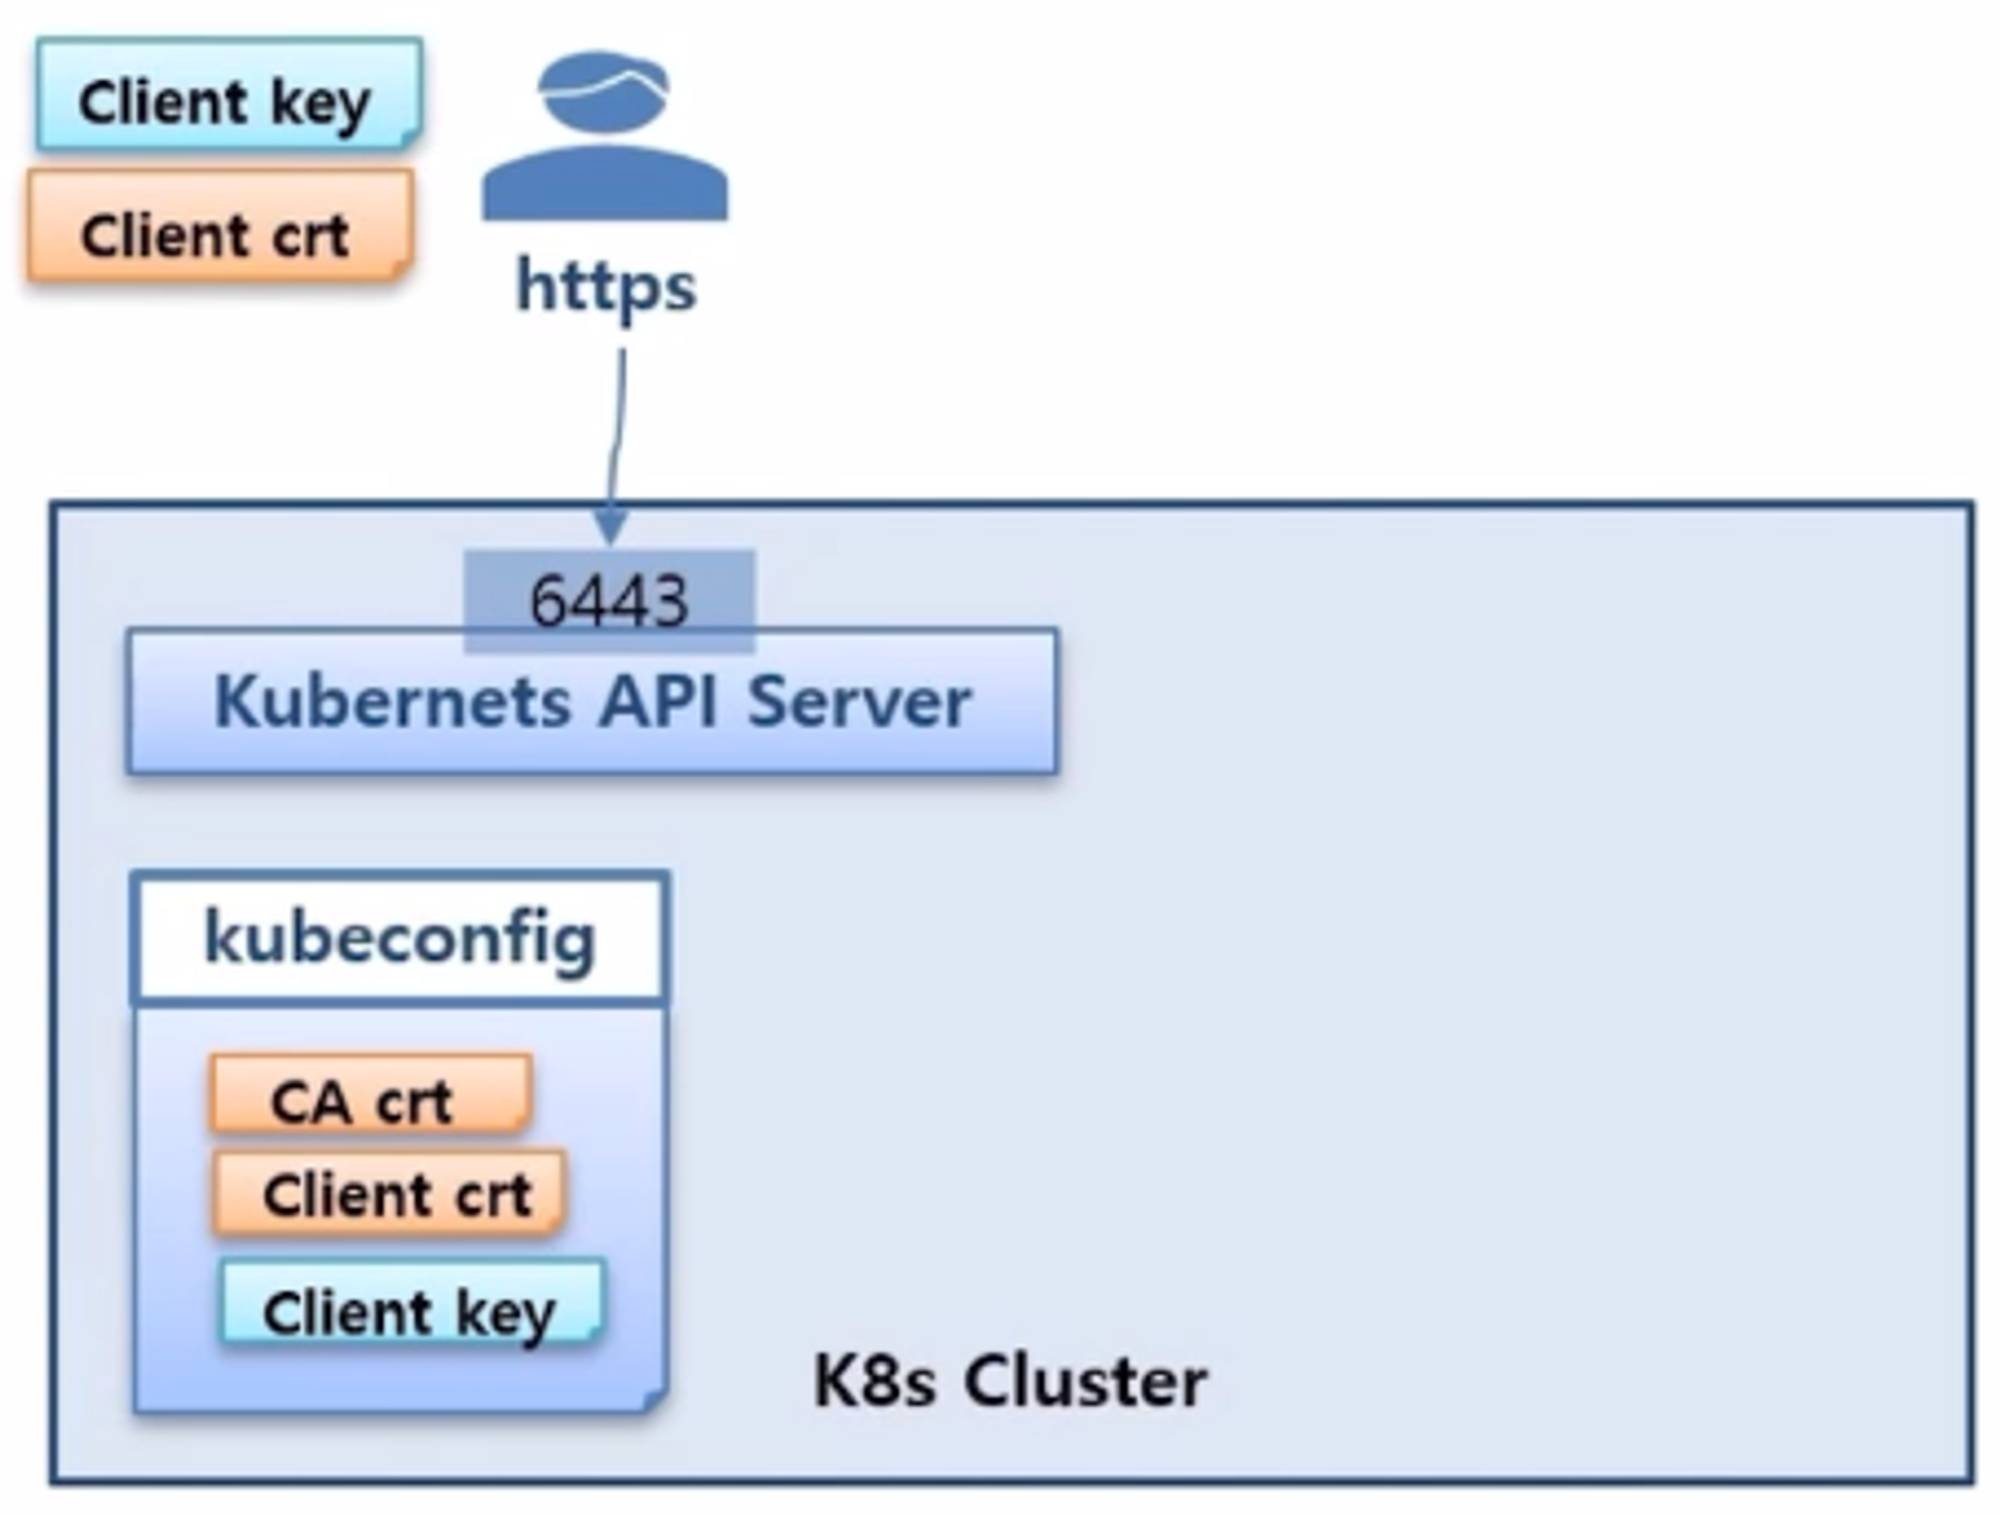 Client key
Client crt
https
6443
Kubernets API Server
kubeconfig
CA crt
Client crt
Client key
K8s Cluster